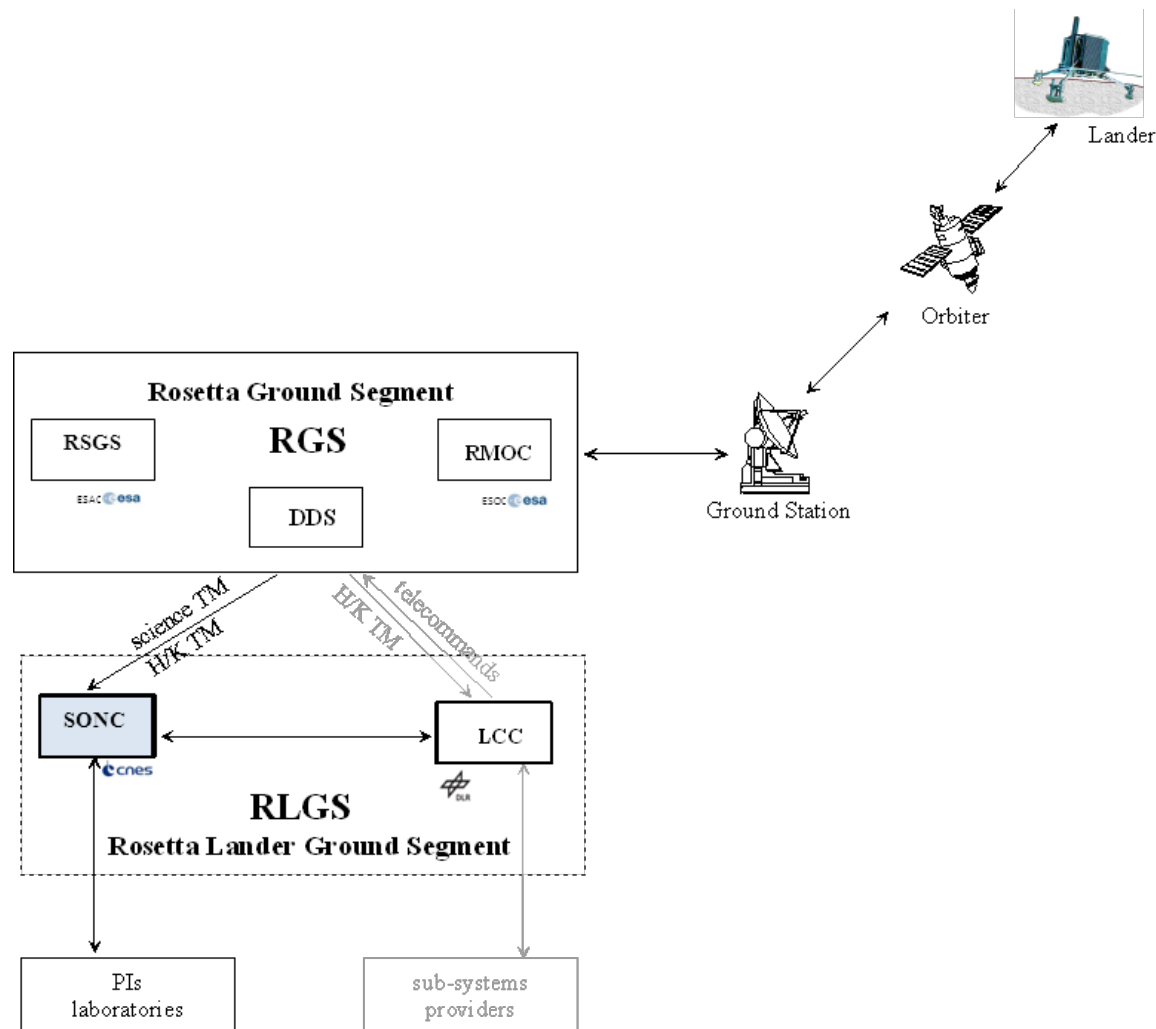 Lander
Orbiter
Rosetta Ground Segment
RSGS
RGS
RMOC
ESAC esa
ESOC esa
DDS
Ground Station
science TM
H/K TM
telecommands
H/K TM
SONC
LCC
cnes
DLR
RLGS
Rosetta Lander Ground Segment
PIs
laboratories
sub-systems
providers